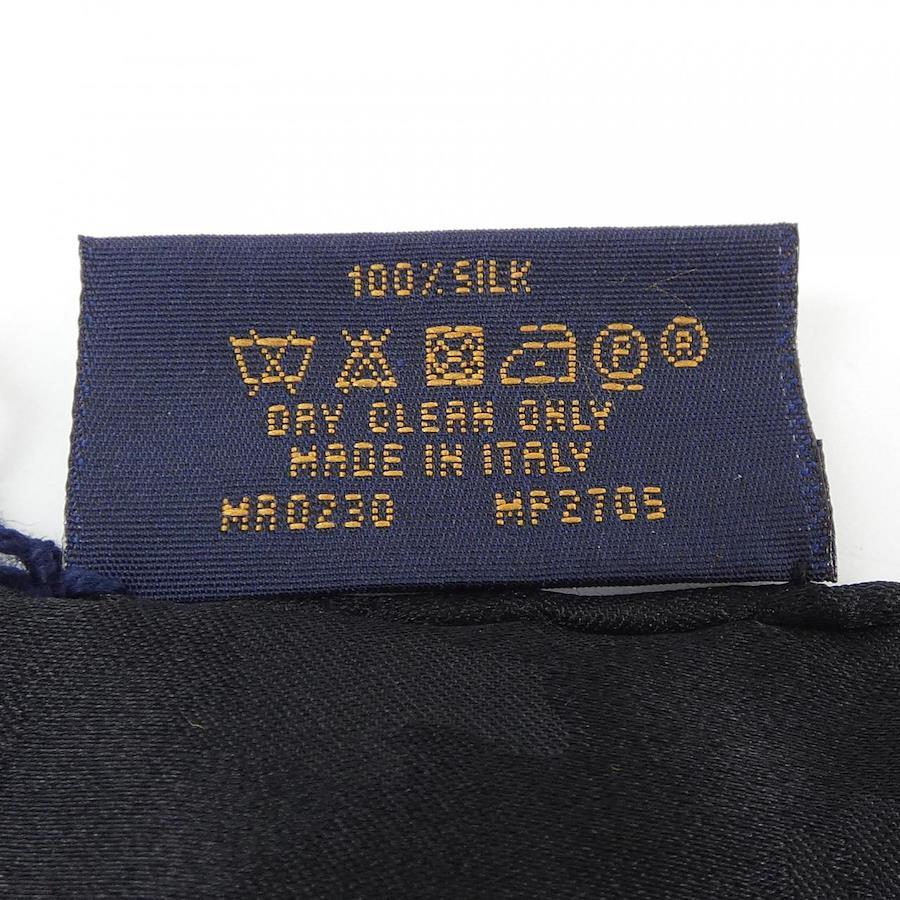 100% SILK
F R
DRY CLEAN ONLY
MADE IN ITALY
MA0230 MP2705